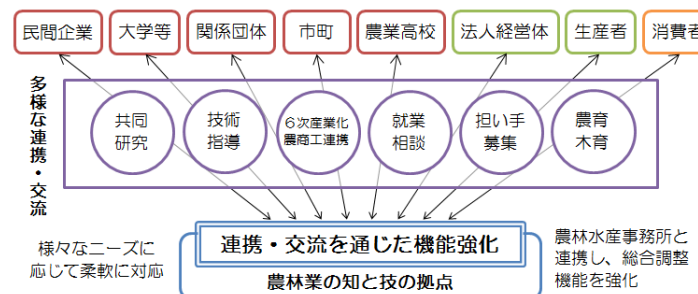 民間企業
大学等
関係団体
市町
農業高校
法人経営体
生産者
消費者
多様な連携・交流
共同
研究
技術
指導
6次産業化
農商工連携
就業
相談
担い手
募集
農育
木育
様々なニーズに
応じて柔軟に対応
連携・交流を通じた機能強化
農林業の知と技の拠点
農林水産事務所と
連携し、総合調整
機能を強化